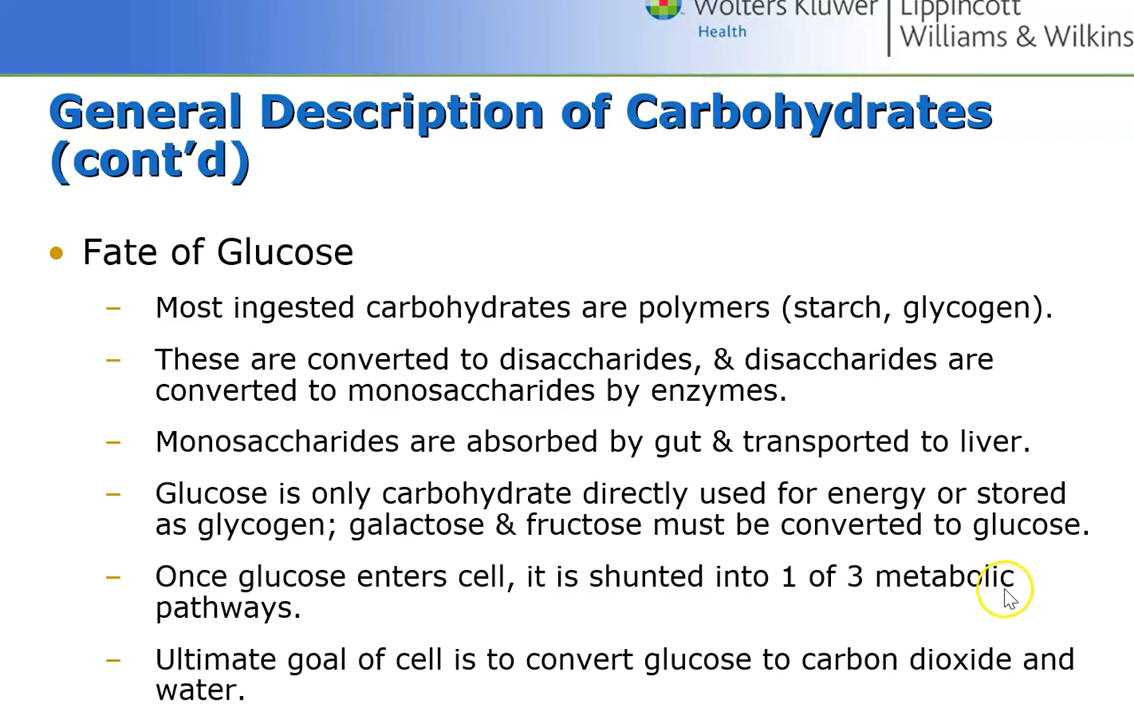 Wolters Kluwer
Health
Lippincott
Williams & Wilkins
General Description of Carbohydrates
(cont’d)
• Fate of Glucose
– Most ingested carbohydrates are polymers (starch, glycogen).
– These are converted to disaccharides, & disaccharides are
converted to monosaccharides by enzymes.
– Monosaccharides are absorbed by gut & transported to liver.
– Glucose is only carbohydrate directly used for energy or stored
as glycogen; galactose & fructose must be converted to glucose.
– Once glucose enters cell, it is shunted into 1 of 3 metabolic
pathways.
– Ultimate goal of cell is to convert glucose to carbon dioxide and
water.